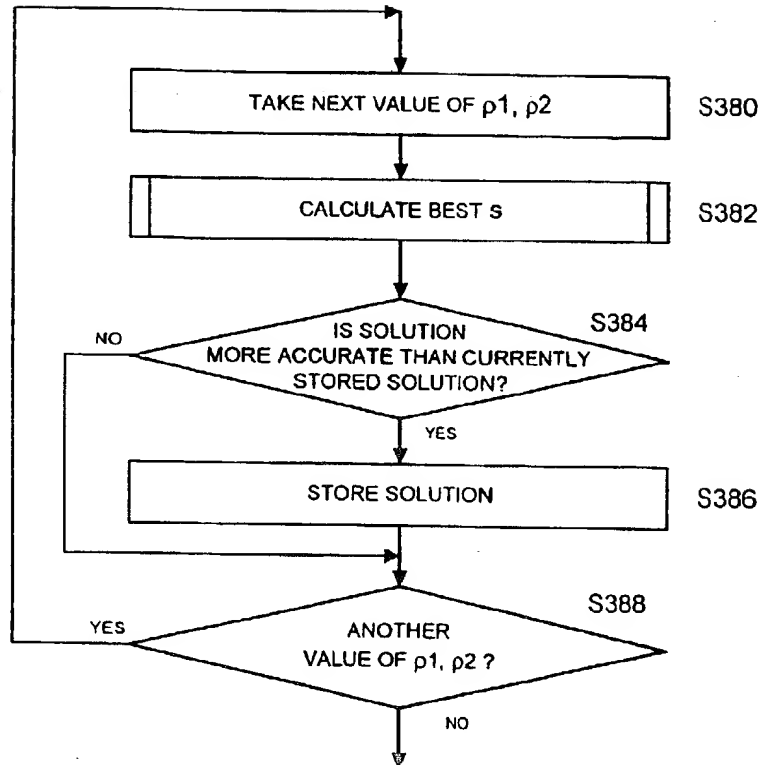 TAKE NEXT VALUE OF ρ1, ρ2
S380
CALCULATE BEST s
S382
S384
NO
IS SOLUTION
MORE ACCURATE THAN CURRENTLY
STORED SOLUTION?
YES
STORE SOLUTION
S386
S388
YES
ANOTHER
VALUE OF ρ1, ρ2 ?
NO